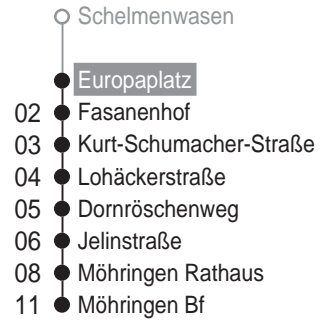 Schelmenwasen
Europaplatz
02 Fasanenhof
03 Kurt-Schumacher-Straße
04 Lohäckerstraße
05 Dornröschenweg
06 Jelinstraße
08 Möhringen Rathaus
11 Möhringen Bf